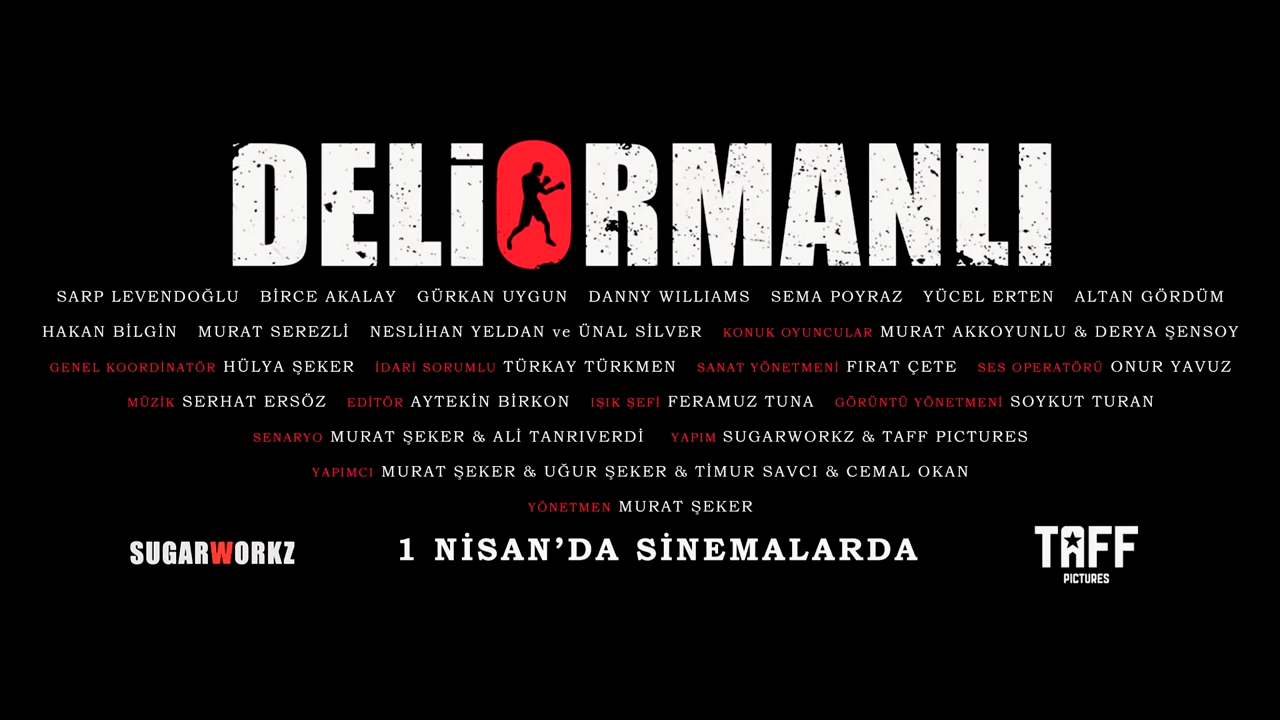 DELİORMANLI
SARP LEVENDOĞLU BİRCE AKALAY GÜRKAN UYGUN DANNY WILLIAMS SEMA POYRAZ YÜCEL ERTEN ALTAN GÖRDÜM
HAKAN BİLGİN MURAT SEREZLİ NESLİHAN YELDAN ve ÜNAL SİLVER KONUK OYUNCULAR MURAT AKKOYUNLU & DERYA ŞENSOY
GENEL KOORDİNATÖR HÜLYA ŞEKER İDARİ SORUMLU TÜRKAY TÜRKMEN SANAT YÖNETMENİ FIRAT ÇETE SES OPERATÖRÜ ONUR YAVUZ
MÜZİK SERHAT ERSÖZ EDİTÖR AYTEKİN BİRKON IŞIK ŞEFİ FERAMUZ TUNA GÖRÜNTÜ YÖNETMENİ SOYKUT TURAN
SENARYO MURAT ŞEKER & ALİ TANRIVERDİ YAPIM SUGARWORKZ & TAFF PICTURES
YAPIMCI MURAT ŞEKER & UĞUR ŞEKER & TİMUR SAVCI & CEMAL OKAN
YÖNETMEN MURAT ŞEKER
SUGARWORKZ
1 NİSAN'DA SİNEMALARDA
TAFF
PICTURES